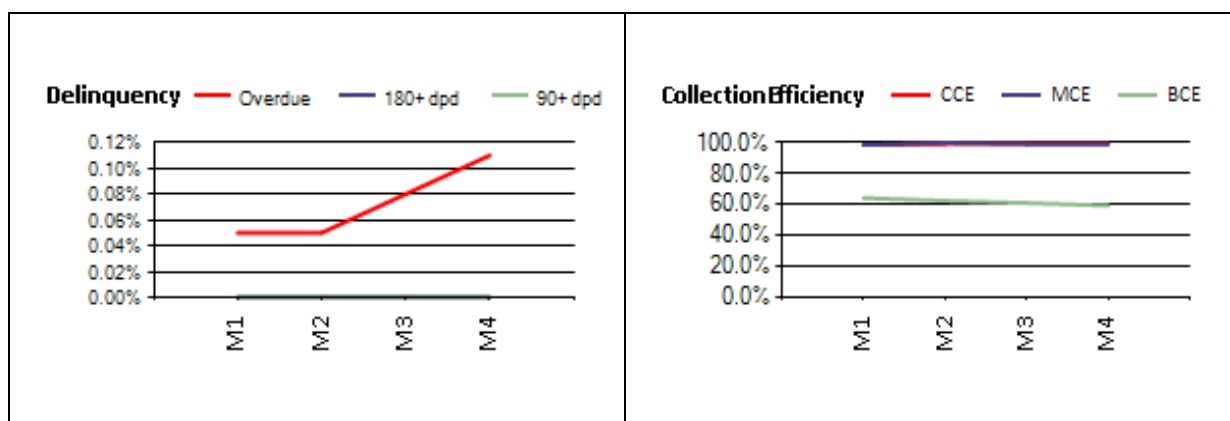 Delinquency Overdue 180+ dpd 90+ dpd
0.12%
0.10%
0.08%
0.06%
0.04%
0.02%
0.00%
M1
M2
M3
M4
Collection Efficiency CCE MCE BCE
100.0%
80.0%
60.0%
40.0%
20.0%
0.0%
M1
M2
M3
M4